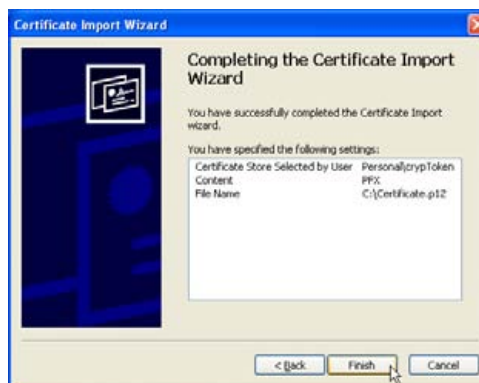 Certificate Import Wizard
Completing the Certificate Import
Wizard
You have successfully completed the Certificate Import
wizard.
You have specified the following settings:
Certificate Store Selected by User Personal\crypToken
Content PFX
File Name C:\Certificate.p12
< Back Finish Cancel